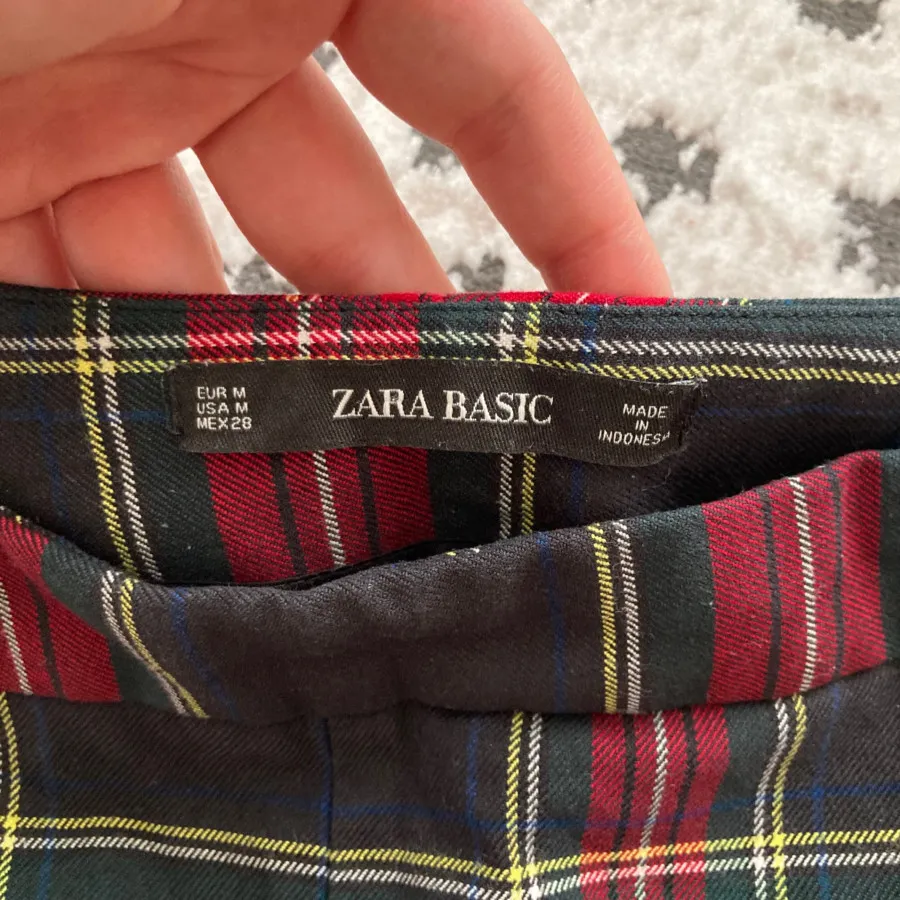 EUR M
USA M
MEX 28
ZARA BASIC
MADE
IN
INDONESIA